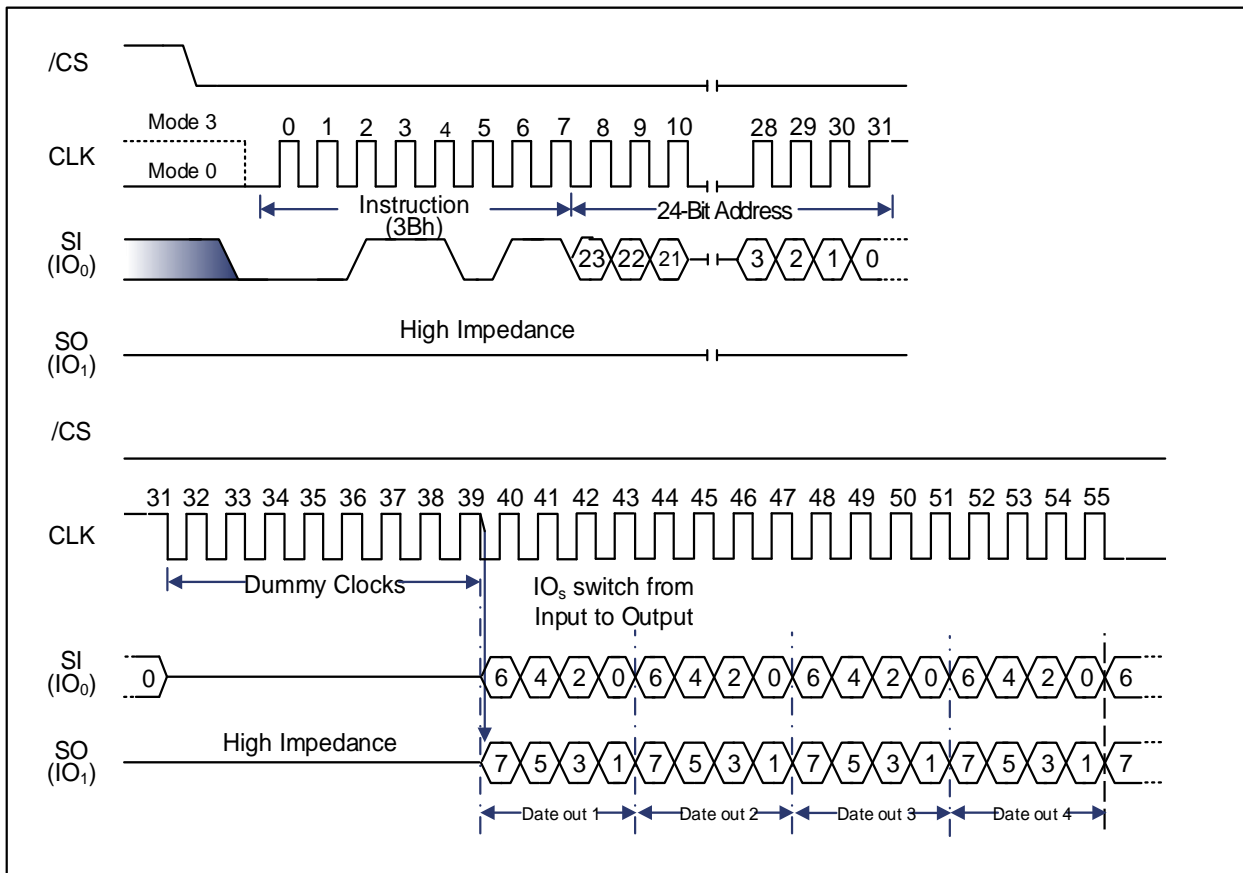 /CS
Mode 3
0 1 2 3 4 5 6 7 8 9 10 28 29 30 31
CLK
Mode 0
Instruction
(3Bh)
24-Bit Address
SI
(IO0)
23 22 21 3 2 1 0
High Impedance
SO
(IO1)
/CS
31 32 33 34 35 36 37 38 39 40 41 42 43 44 45 46 47 48 49 50 51 52 53 54 55
CLK
Dummy Clocks
IOs switch from
Input to Output
SI
(IO0)
0 6 4 2 0 6 4 2 0 6 4 2 0 6 4 2 0 6
High Impedance
SO
(IO1)
7 5 3 1 7 5 3 1 7 5 3 1 7 5 3 1 7
Date out 1 Date out 2 Date out 3 Date out 4